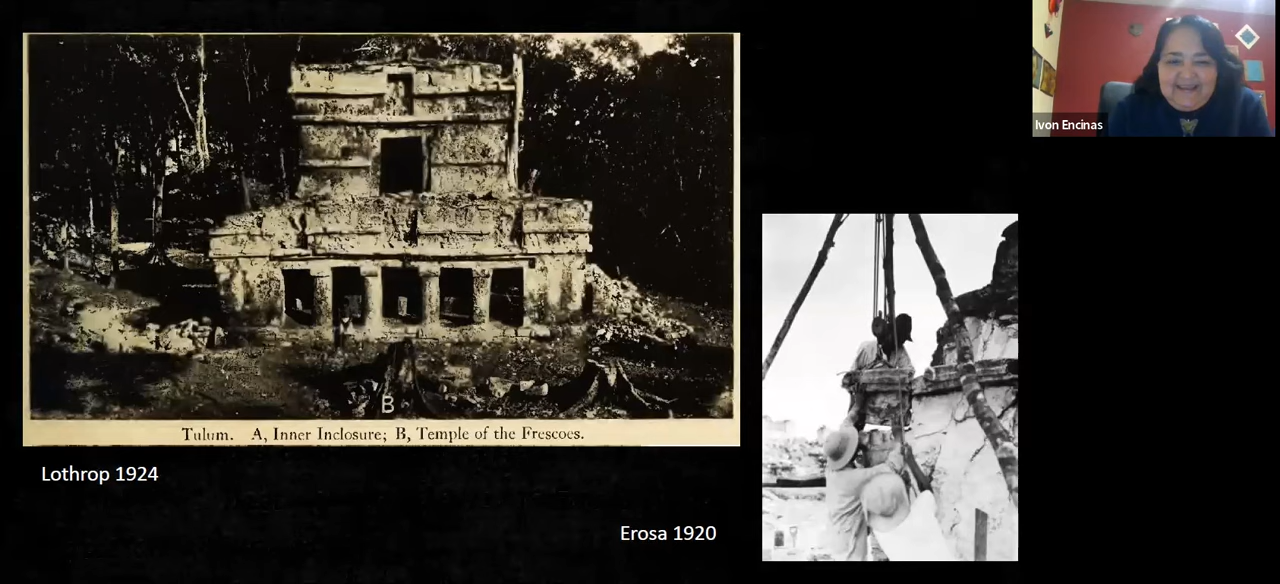 Ivon Encinas
B
Tulum. A, Inner Inclosure; B, Temple of the Frescoes.
Lothrop 1924
Erosa 1920